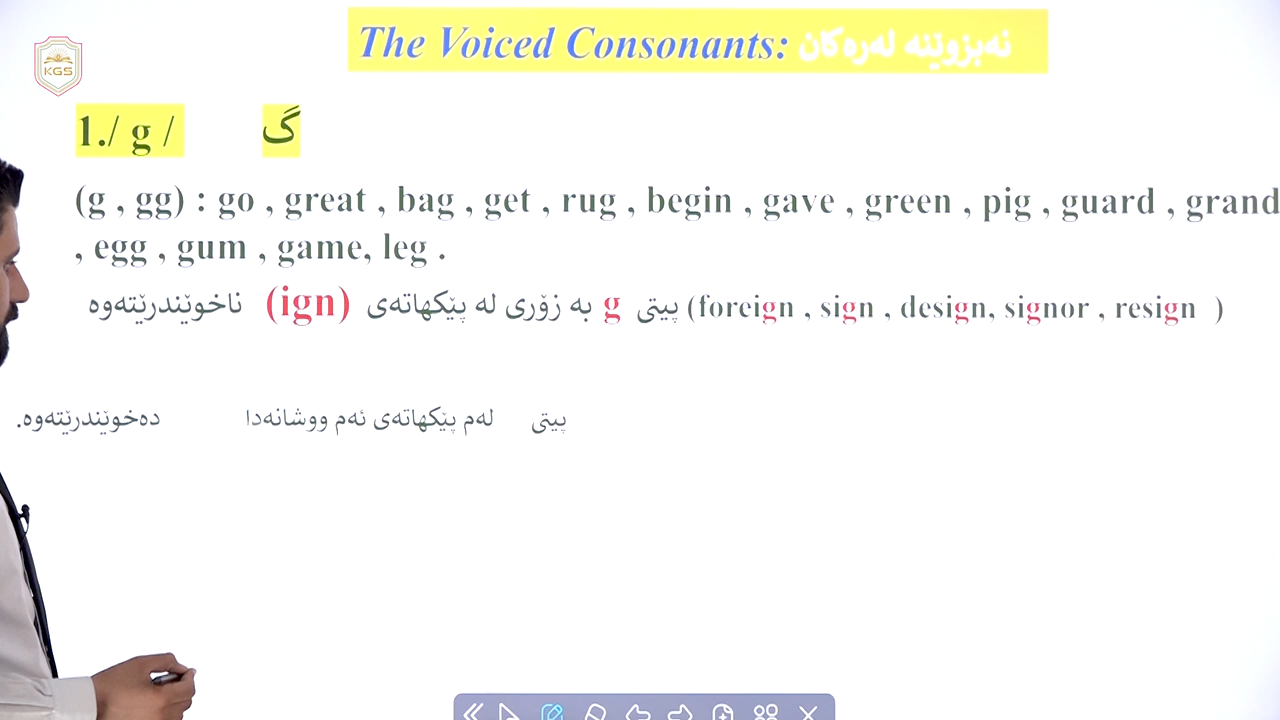 KGS
The Voiced Consonants: نەبزوێنە لەرەکان
1./ g / گ
(g , gg) : go , great , bag , get , rug , begin , gave , green , pig , guard , grand
, egg , gum , game, leg .
(foreign , sign , design, signor , resign ) پیتی g بە زۆری لە پێکهاتەی (ign) ناخوێندرێتەوە
پیتی لەم پێکهاتەی ئەم ووشانەدا دەخوێندرێتەوە.